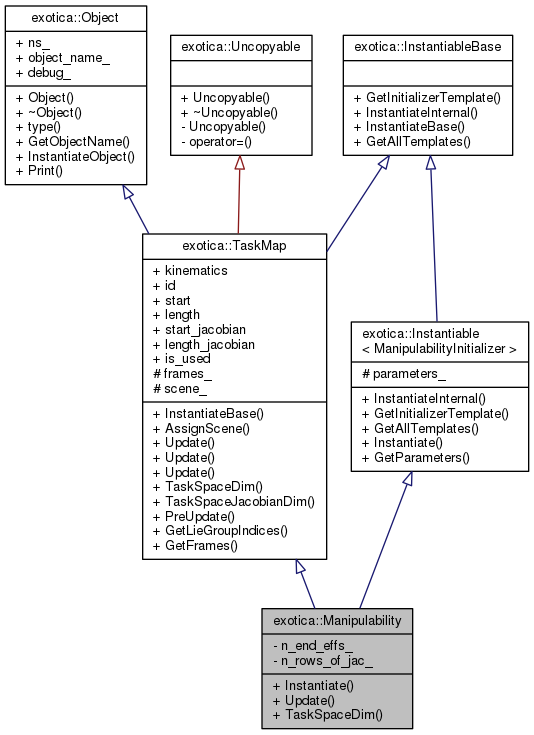 exotica::Object
+ ns_
+ object_name_
+ debug_
+ Object()
+ ~Object()
+ type()
+ GetObjectName()
+ InstantiateObject()
+ Print()
exotica::Uncopyable
+ Uncopyable()
+ ~Uncopyable()
- Uncopyable()
- operator=()
exotica::InstantiableBase
+ GetInitializerTemplate()
+ InstantiateInternal()
+ InstantiateBase()
+ GetAllTemplates()
exotica::TaskMap
+ kinematics
+ id
+ start
+ length
+ start_jacobian
+ length_jacobian
+ is_used
# frames_
# scene_
+ InstantiateBase()
+ AssignScene()
+ Update()
+ Update()
+ Update()
+ TaskSpaceDim()
+ TaskSpaceJacobianDim()
+ PreUpdate()
+ GetLieGroupIndices()
+ GetFrames()
exotica::Instantiable
< ManipulabilityInitializer >
# parameters_
+ InstantiateInternal()
+ GetInitializerTemplate()
+ GetAllTemplates()
+ Instantiate()
+ GetParameters()
exotica::Manipulability
- n_end_effs_
- n_rows_of_jac_
+ Instantiate()
+ Update()
+ TaskSpaceDim()